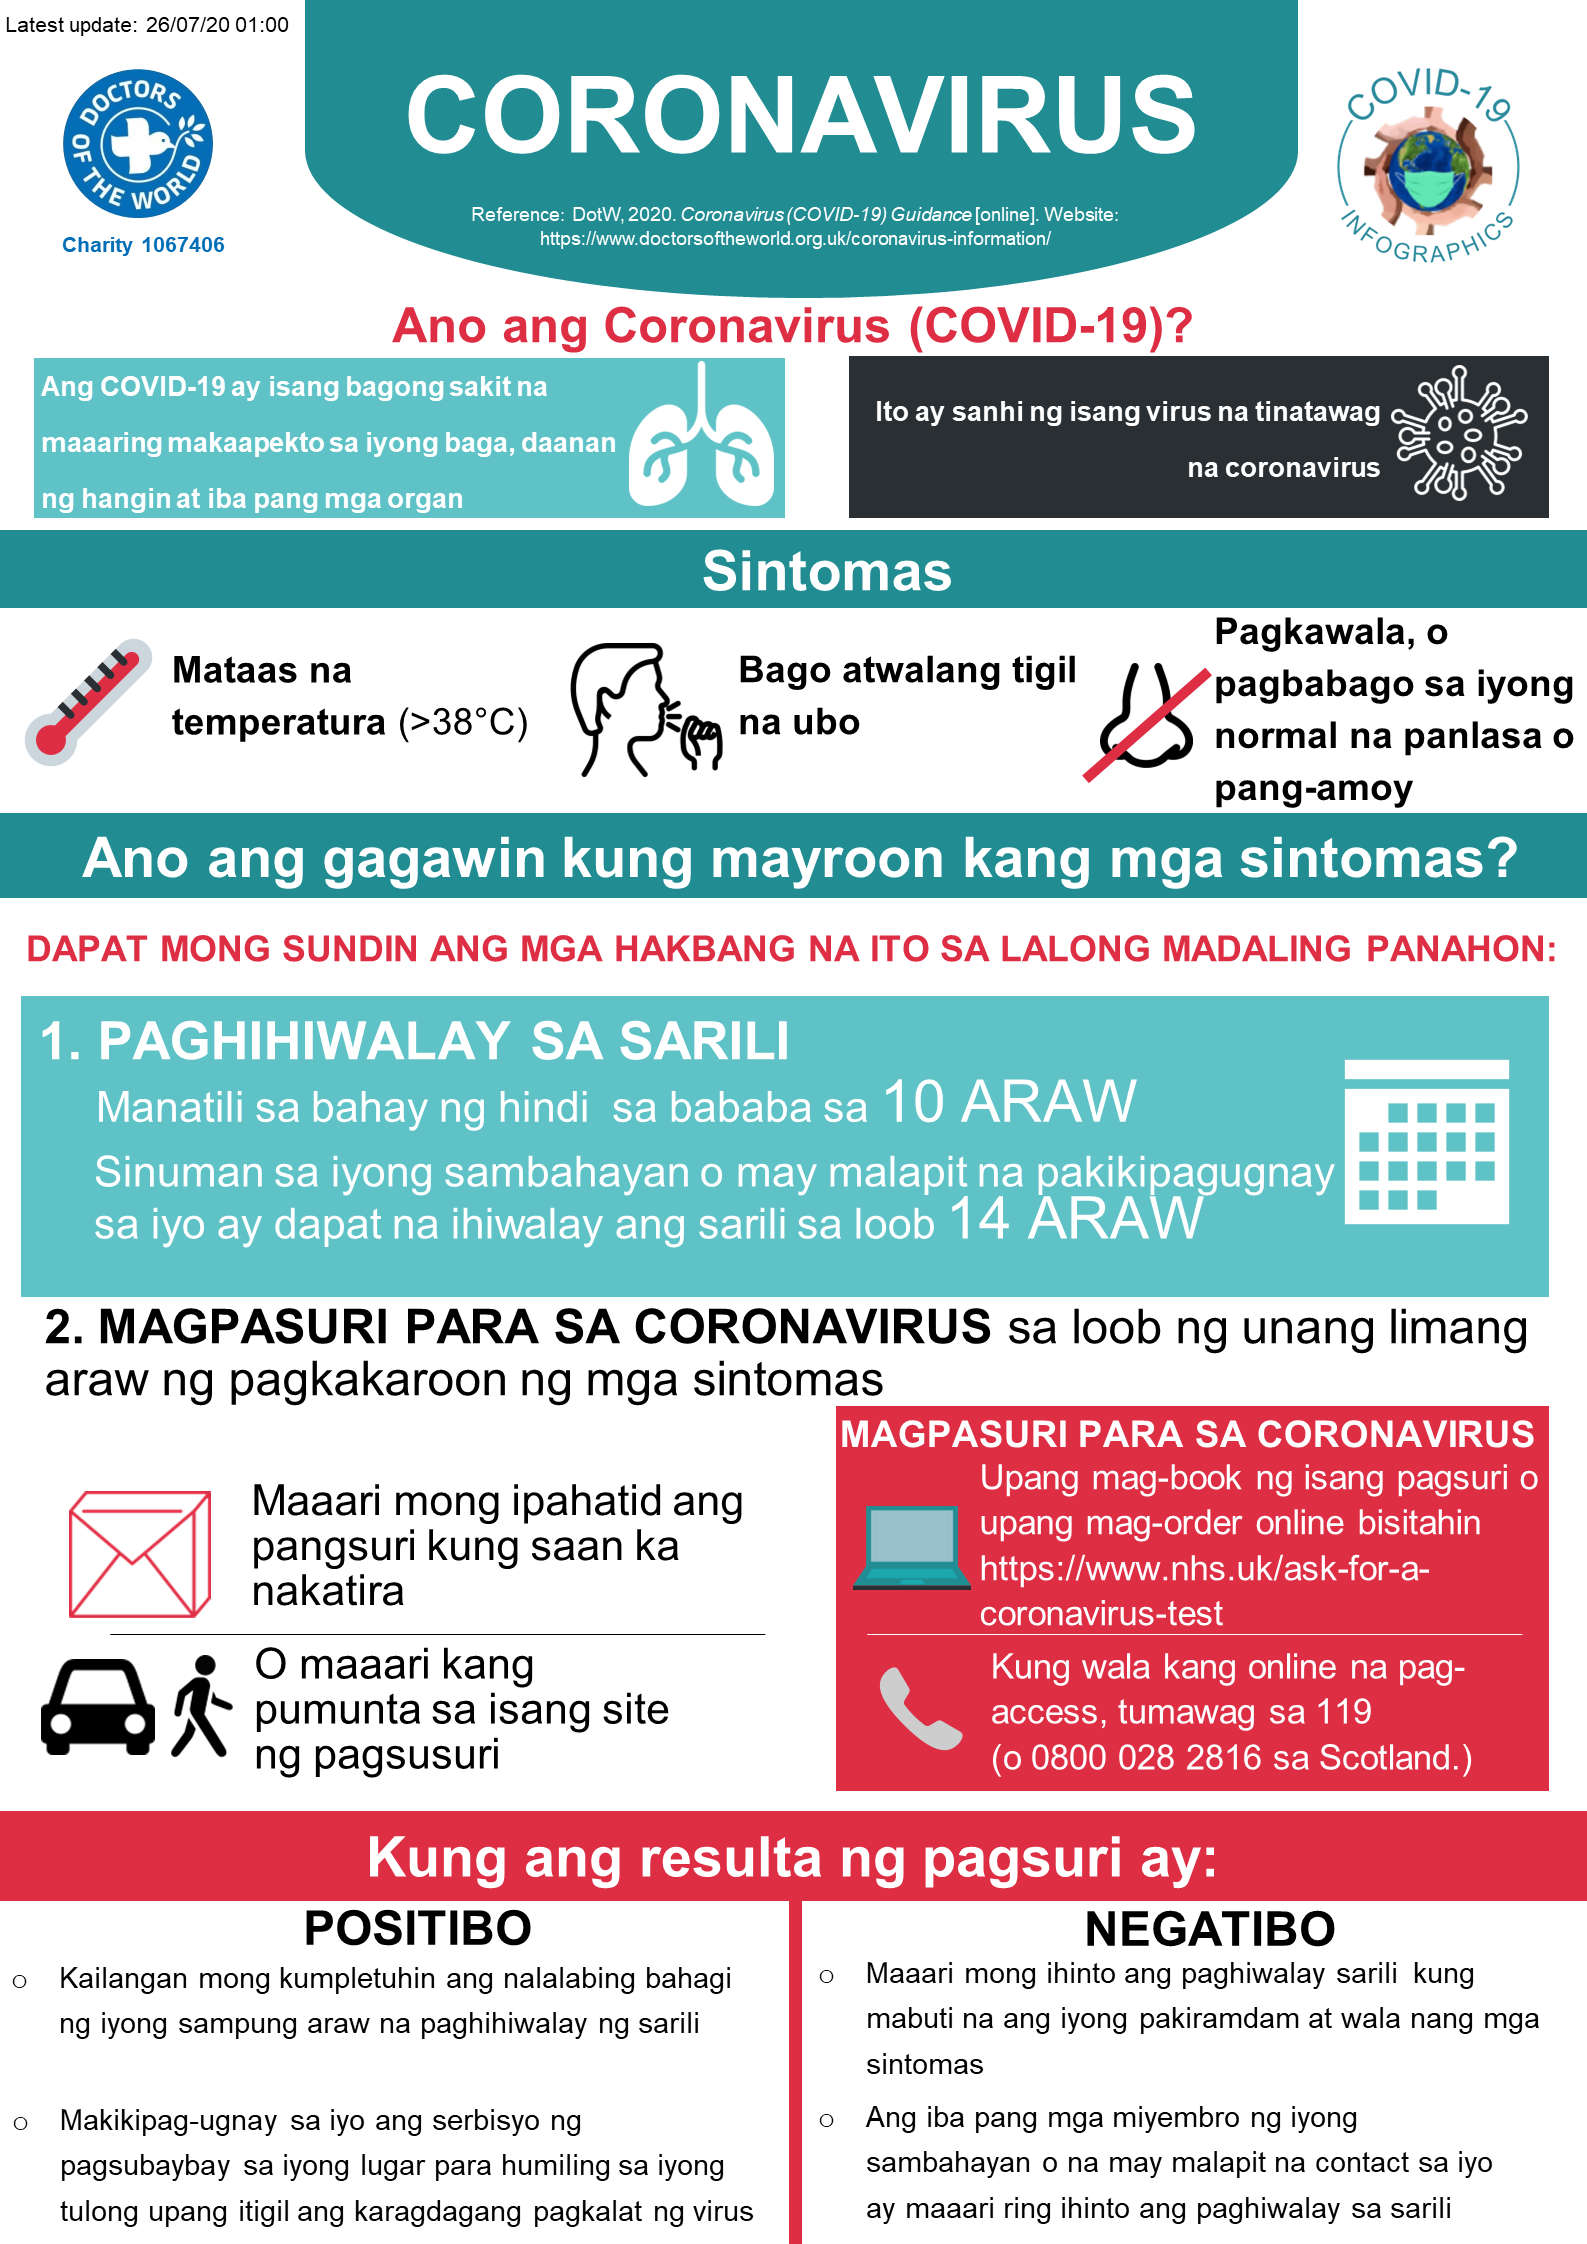 Latest update: 26/07/20 01:00
DOCTORS
OF THE WORLD
Charity 1067406
CORONAVIRUS
Reference: DotW, 2020. Coronavirus (COVID-19) Guidance [online]. Website:
https://www.doctorsoftheworld.org.uk/coronavirus-information/
COVID-19
INFOGRAPHICS
Ano ang Coronavirus (COVID-19)?
Ang COVID-19 ay isang bagong sakit na
maaaring makaapekto sa iyong baga, daanan
ng hangin at iba pang mga organ
Ito ay sanhi ng isang virus na tinatawag
na coronavirus
Sintomas
Mataas na
temperatura (>38°C)
Bago atwalang tigil
na ubo
Pagkawala, o
pagbabago sa iyong
normal na panlasa o
pang-amoy
Ano ang gagawin kung mayroon kang mga sintomas?
DAPAT MONG SUNDIN ANG MGA HAKBANG NA ITO SA LALONG MADALING PANAHON:
1. PAGHIHIWALAY SA SARILI
Manatili sa bahay ng hindi sa bababa sa 10 ARAW
Sinuman sa iyong sambahayan o may malapit na pakikipagugnay
sa iyo ay dapat na ihiwalay ang sarili sa loob 14 ARAW
2. MAGPASURI PARA SA CORONAVIRUS sa loob ng unang limang
araw ng pagkakaroon ng mga sintomas
Maaari mong ipahatid ang
pangsuri kung saan ka
nakatira
O maaari kang
pumunta sa isang site
ng pagsusuri
MAGPASURI PARA SA CORONAVIRUS
Upang mag-book ng isang pagsuri o
upang mag-order online bisitahin
https://www.nhs.uk/ask-for-a-
coronavirus-test
Kung wala kang online na pag-
access, tumawag sa 119
(o 0800 028 2816 sa Scotland.)
Kung ang resulta ng pagsuri ay:
POSITIBO
o Kailangan mong kumpletuhin ang nalalabing bahagi
ng iyong sampung araw na paghihiwalay ng sarili
o Makikipag-ugnay sa iyo ang serbisyo ng
pagsubaybay sa iyong lugar para humiling sa iyong
tulong upang itigil ang karagdagang pagkalat ng virus
NEGATIBO
o Maaari mong ihinto ang paghiwalay sarili kung
mabuti na ang iyong pakiramdam at wala nang mga
sintomas
o Ang iba pang mga miyembro ng iyong
sambahayan o na may malapit na contact sa iyo
ay maaari ring ihinto ang paghiwalay sa sarili